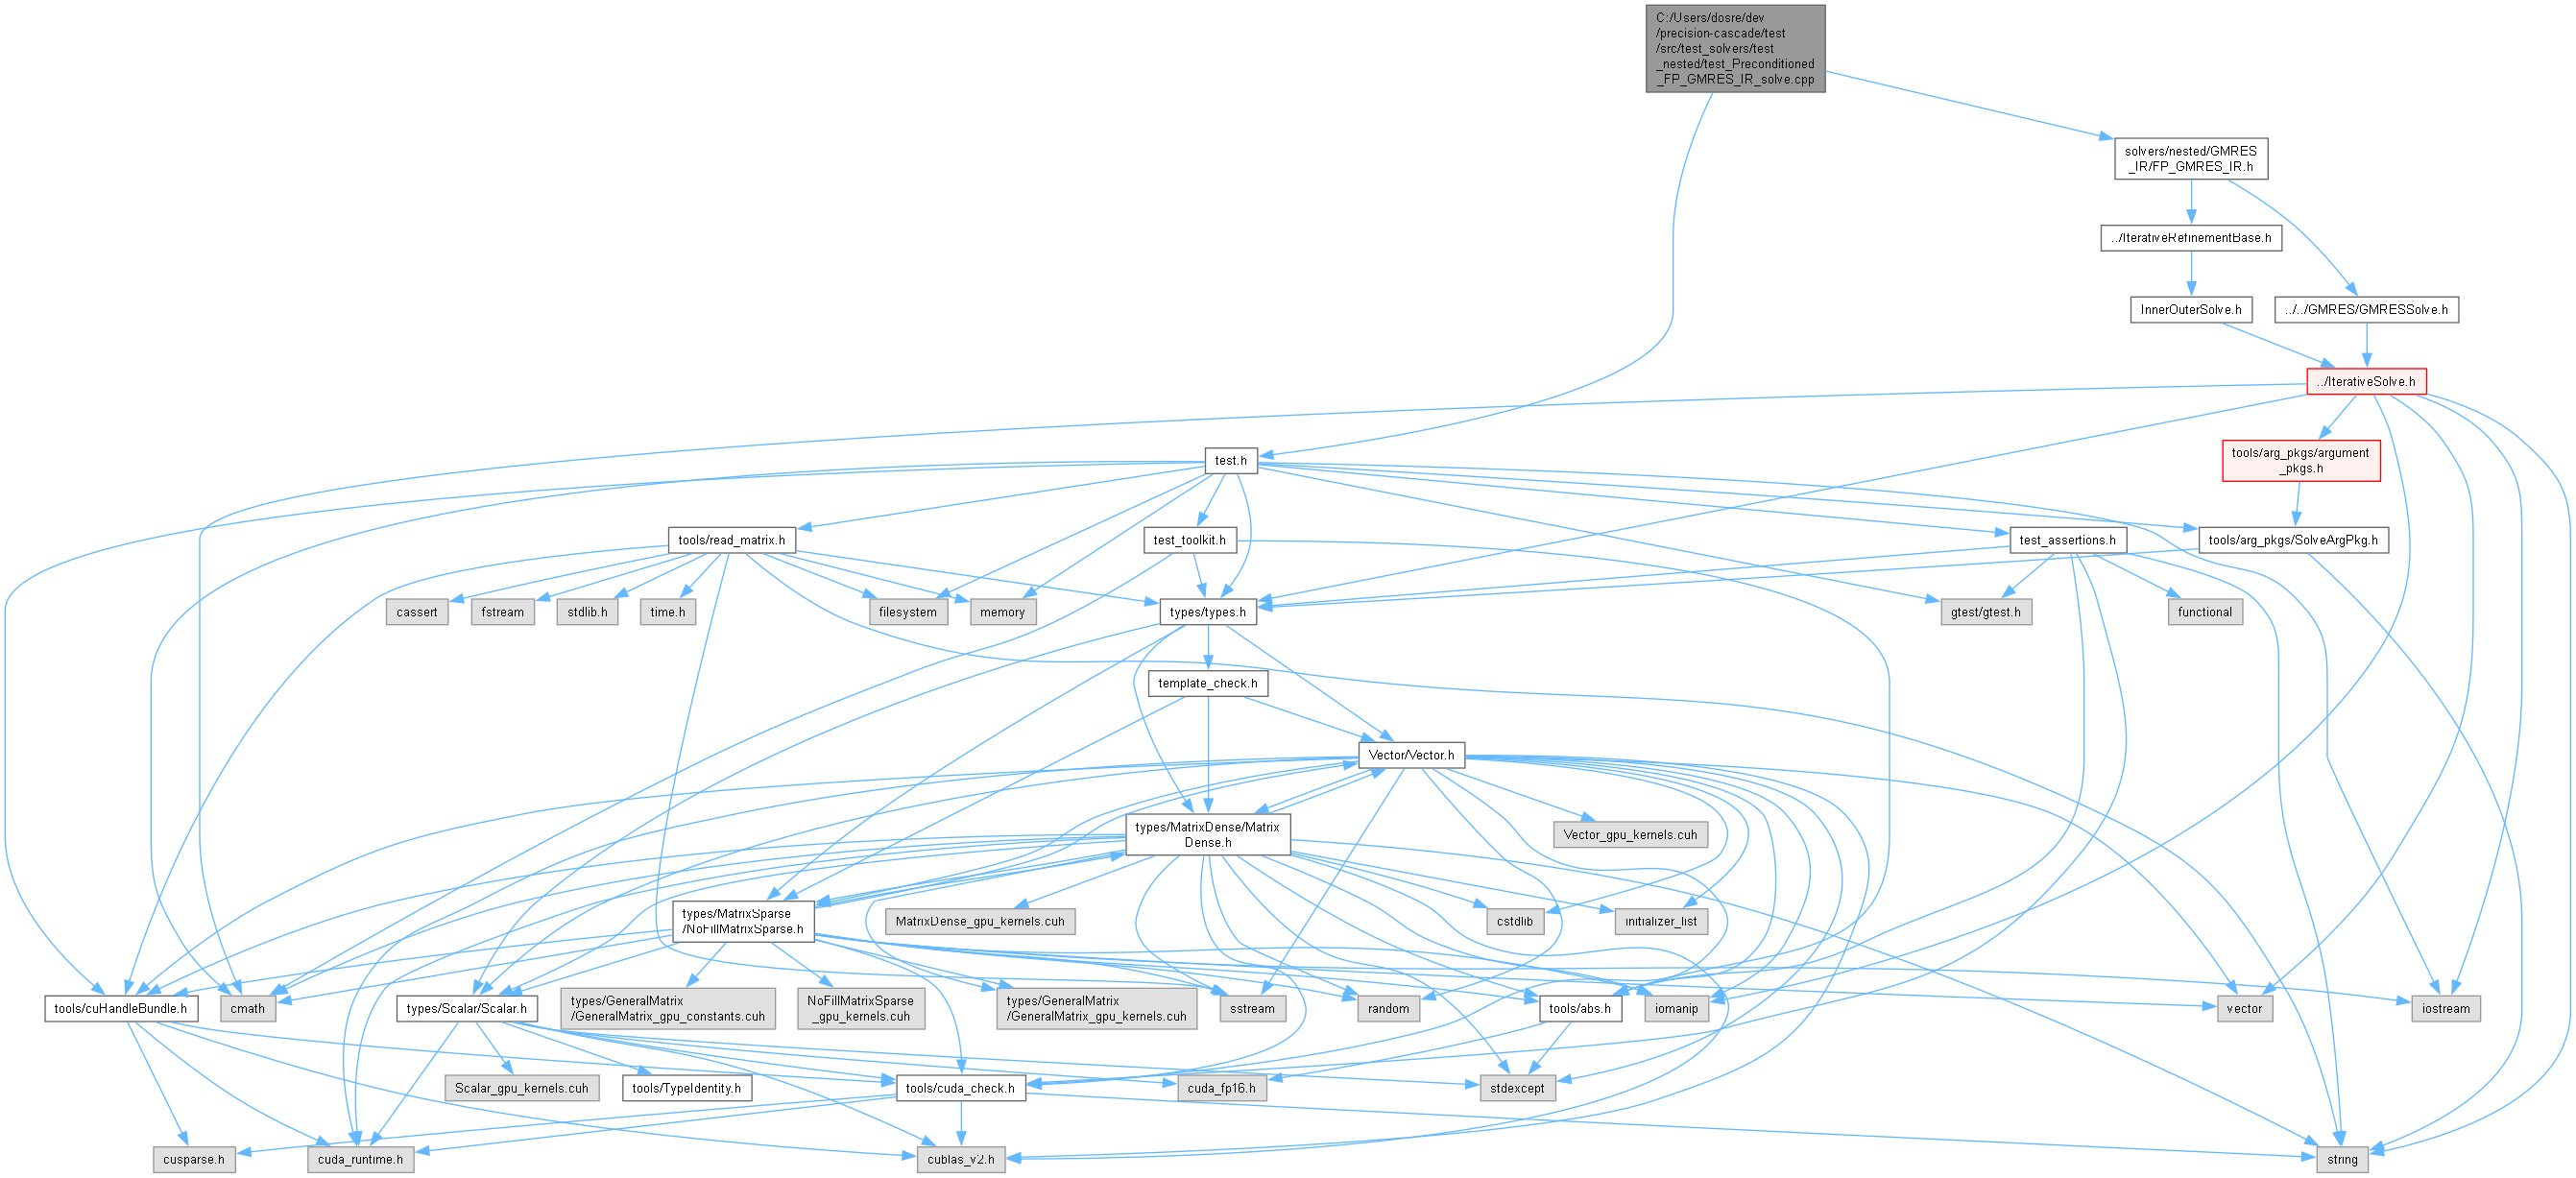 C:/Users/dosre/dev
/precision-cascade/test
/src/test_solvers/test
_nested/test_Preconditioned
_FP_GMRES_IR_solve.cpp
solvers/nested/GMRES
_IR/FP_GMRES_IR.h
../IterativeRefinementBase.h
InnerOuterSolve.h
../../GMRES/GMRESSolve.h
../IterativeSolve.h
test.h
tools/arg_pkgs/argument
_pkgs.h
tools/read_matrix.h
test_toolkit.h
test_assertions.h
tools/arg_pkgs/SolveArgPkg.h
cassert
fstream
stdlib.h
time.h
filesystem
memory
types/types.h
gtest/gtest.h
functional
template_check.h
Vector/Vector.h
types/MatrixDense/Matrix
Dense.h
Vector_gpu_kernels.cuh
types/MatrixSparse
/NoFillMatrixSparse.h
MatrixDense_gpu_kernels.cuh
cstdlib
initializer_list
tools/cuHandleBundle.h
cmath
types/Scalar/Scalar.h
types/GeneralMatrix
/GeneralMatrix_gpu_constants.cuh
NoFillMatrixSparse
_gpu_kernels.cuh
types/GeneralMatrix
/GeneralMatrix_gpu_kernels.cuh
sstream
random
tools/abs.h
iomanip
vector
iostream
Scalar_gpu_kernels.cuh
tools/TypeIdentity.h
tools/cuda_check.h
cuda_fp16.h
stdexcept
cusparse.h
cuda_runtime.h
cublas_v2.h
string